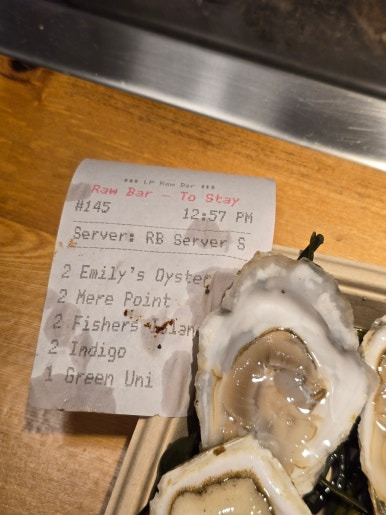 *** LP Raw Bar ***
Raw Bar - To Stay
#145 12:57 PM
Server: RB Server S
2 Emily's Oyster
2 Mere Point
2 Fishers
2 Indigo
1 Green Uni